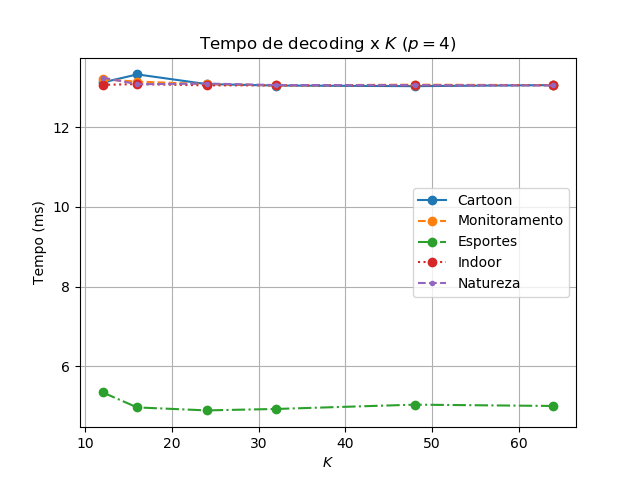 Tempo de decoding x K (p = 4)
Tempo (ms)
12
10
8
6
10 20 30 40 50 60
K
Cartoon
Monitoramento
Esportes
Indoor
Natureza